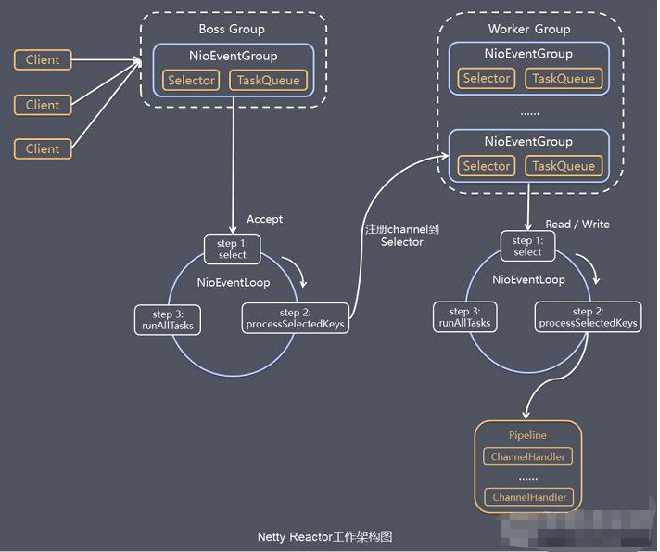 Boss Group
NioEventGroup
Selector
TaskQueue
Client
Client
Client
Worker Group
NioEventGroup
Selector
TaskQueue
......
NioEventGroup
Selector
TaskQueue
Accept
step 1:
select
NioEventLoop
step 2:
processSelectedKeys
step 3:
runAllTasks
注册channel到
Selector
Read / Write
step 1:
select
NioEventLoop
step 2:
processSelectedKeys
step 3:
runAllTasks
Pipeline
ChannelHandler
......
ChannelHandler
Netty Reactor工作架构图